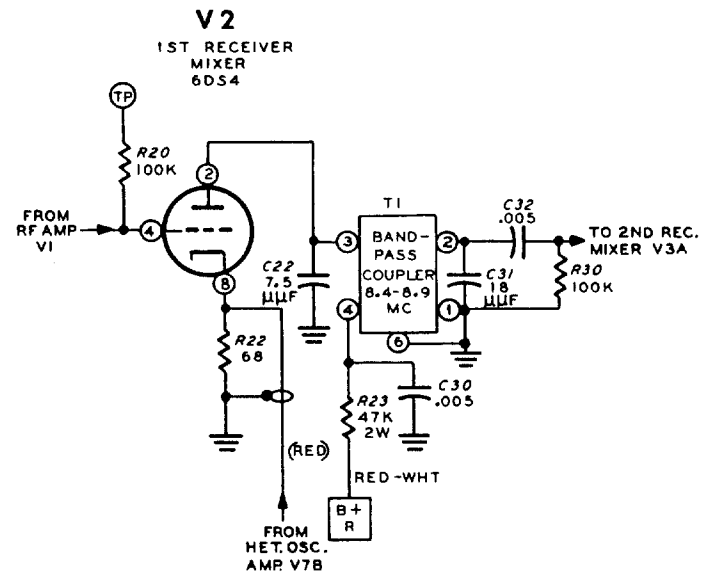 V2
1ST RECEIVER
MIXER
6DS4
TP
R20
100K
2
FROM
RF AMP
V1
4
8
C22
7.5
µµF
R22
68
(RED)
FROM
HET. OSC.
AMP. V7B
T1
BAND-
PASS
COUPLER
8.4-8.9
MC
3
4
2
1
6
C32
.005
TO 2ND REC.
MIXER V3A
C31
18
µµF
R30
100K
R23
47K
2W
C30
.005
RED-WHT
B+
R